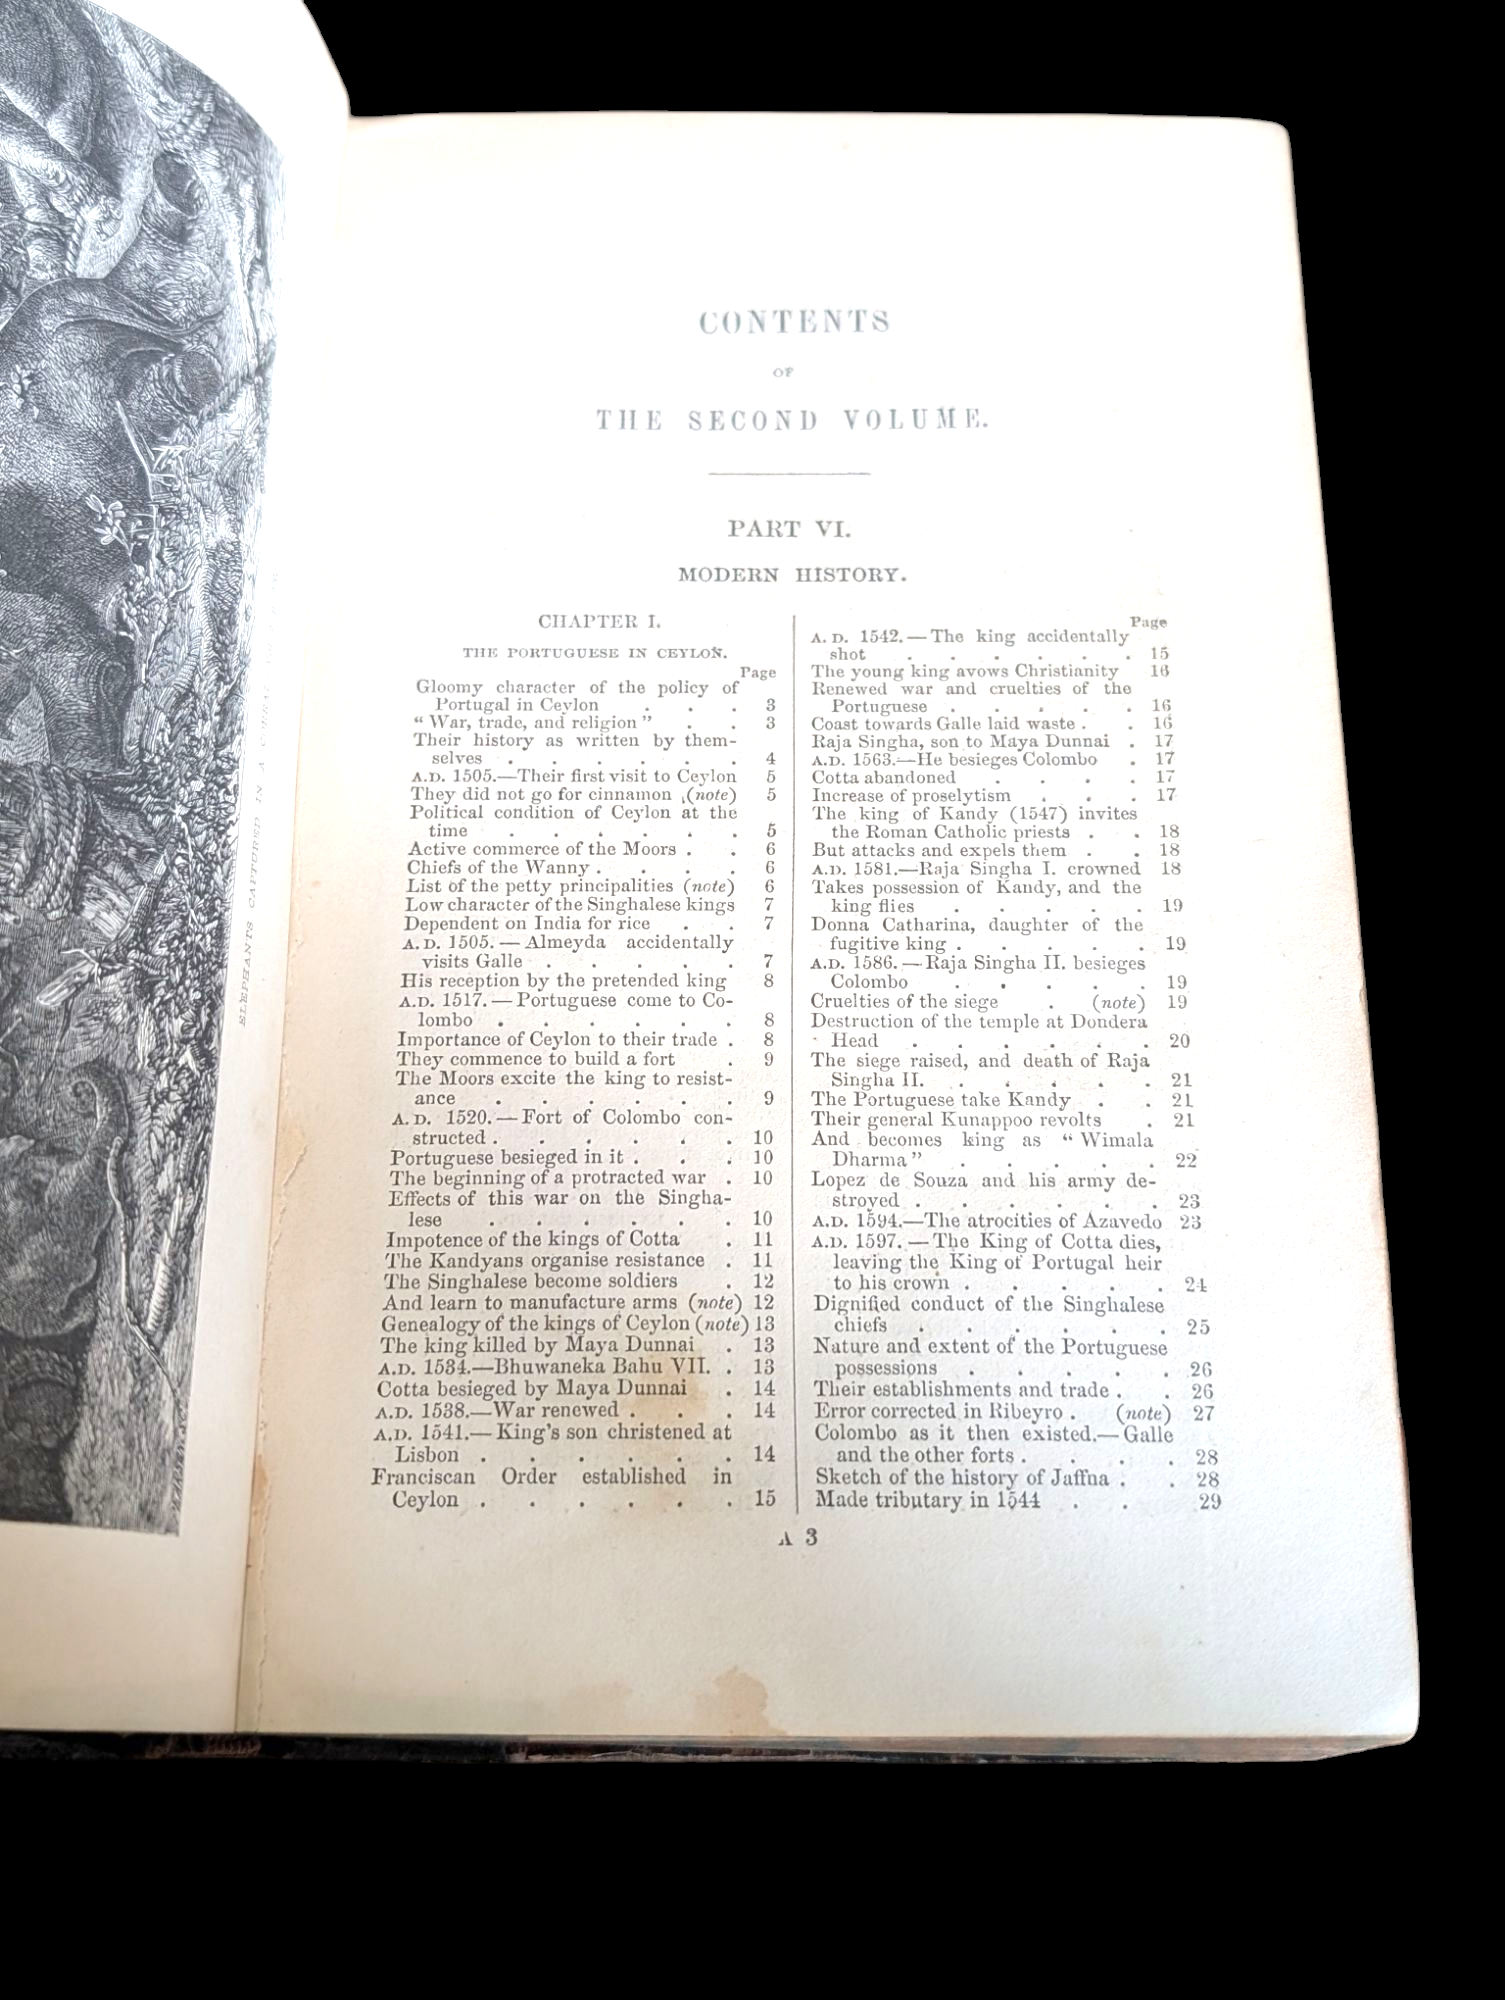 ELEPHANTS CAPTURED IN A CORRAL
CONTENTS
OF
THE SECOND VOLUME.
PART VI.
MODERN HISTORY.
CHAPTER I.
THE PORTUGUESE IN CEYLON.
Page
Gloomy character of the policy of
Portugal in Ceylon . . . 3
“ War, trade, and religion ” . . 3
Their history as written by them-
selves . . . . . . 4
A.D. 1505.—Their first visit to Ceylon 5
They did not go for cinnamon (note) 5
Political condition of Ceylon at the
time . . . . . . 5
Active commerce of the Moors . . 6
Chiefs of the Wanny . . . . 6
List of the petty principalities (note) 6
Low character of the Singhalese kings 7
Dependent on India for rice . . 7
A.D. 1505. — Almeyda accidentally
visits Galle . . . . . 7
His reception by the pretended king 8
A.D. 1517. — Portuguese come to Co-
lombo . . . . . . 8
Importance of Ceylon to their trade . 8
They commence to build a fort . 9
The Moors excite the king to resist-
ance . . . . . . 9
A.D. 1520. — Fort of Colombo con-
structed . . . . . . 10
Portuguese besieged in it . . . 10
The beginning of a protracted war . 10
Effects of this war on the Singha-
lese . . . . . . 10
Impotence of the kings of Cotta . 11
The Kandyans organise resistance . 11
The Singhalese become soldiers . 12
And learn to manufacture arms (note) 12
Genealogy of the kings of Ceylon (note) 13
The king killed by Maya Dunnai . 13
A.D. 1534.—Bhuwaneka Bahu VII. . 13
Cotta besieged by Maya Dunnai . 14
A.D. 1538.—War renewed . . . 14
A.D. 1541.— King's son christened at
Lisbon . . . . . . 14
Franciscan Order established in
Ceylon . . . . . . 15
Page
A.D. 1542. — The king accidentally
shot . . . . . . 15
The young king avows Christianity 16
Renewed war and cruelties of the
Portuguese . . . . . 16
Coast towards Galle laid waste . . 16
Raja Singha, son to Maya Dunnai . 17
A.D. 1563.—He besieges Colombo . 17
Cotta abandoned . . . . 17
Increase of proselytism . . . 17
The king of Kandy (1547) invites
the Roman Catholic priests . . 18
But attacks and expels them . . 18
A.D. 1581.—Raja Singha I. crowned 18
Takes possession of Kandy, and the
king flies . . . . . 19
Donna Catharina, daughter of the
fugitive king . . . . . 19
A.D. 1586. — Raja Singha II. besieges
Colombo . . . . . 19
Cruelties of the siege . (note) 19
Destruction of the temple at Dondera
Head . . . . . . 20
The siege raised, and death of Raja
Singha II. . . . . . 21
The Portuguese take Kandy . . 21
Their general Kunappoo revolts . 21
And becomes king as “ Wimala
Dharma ” . . . . . 22
Lopez de Souza and his army de-
stroyed . . . . . . 23
A.D. 1594.—The atrocities of Azavedo 23
A.D. 1597. — The King of Cotta dies,
leaving the King of Portugal heir
to his crown . . . . . 24
Dignified conduct of the Singhalese
chiefs . . . . . . 25
Nature and extent of the Portuguese
possessions . . . . . 26
Their establishments and trade . . 26
Error corrected in Ribeyro . (note) 27
Colombo as it then existed.— Galle
and the other forts . . . . 28
Sketch of the history of Jaffna . . 28
Made tributary in 1544 . . 29
A 3